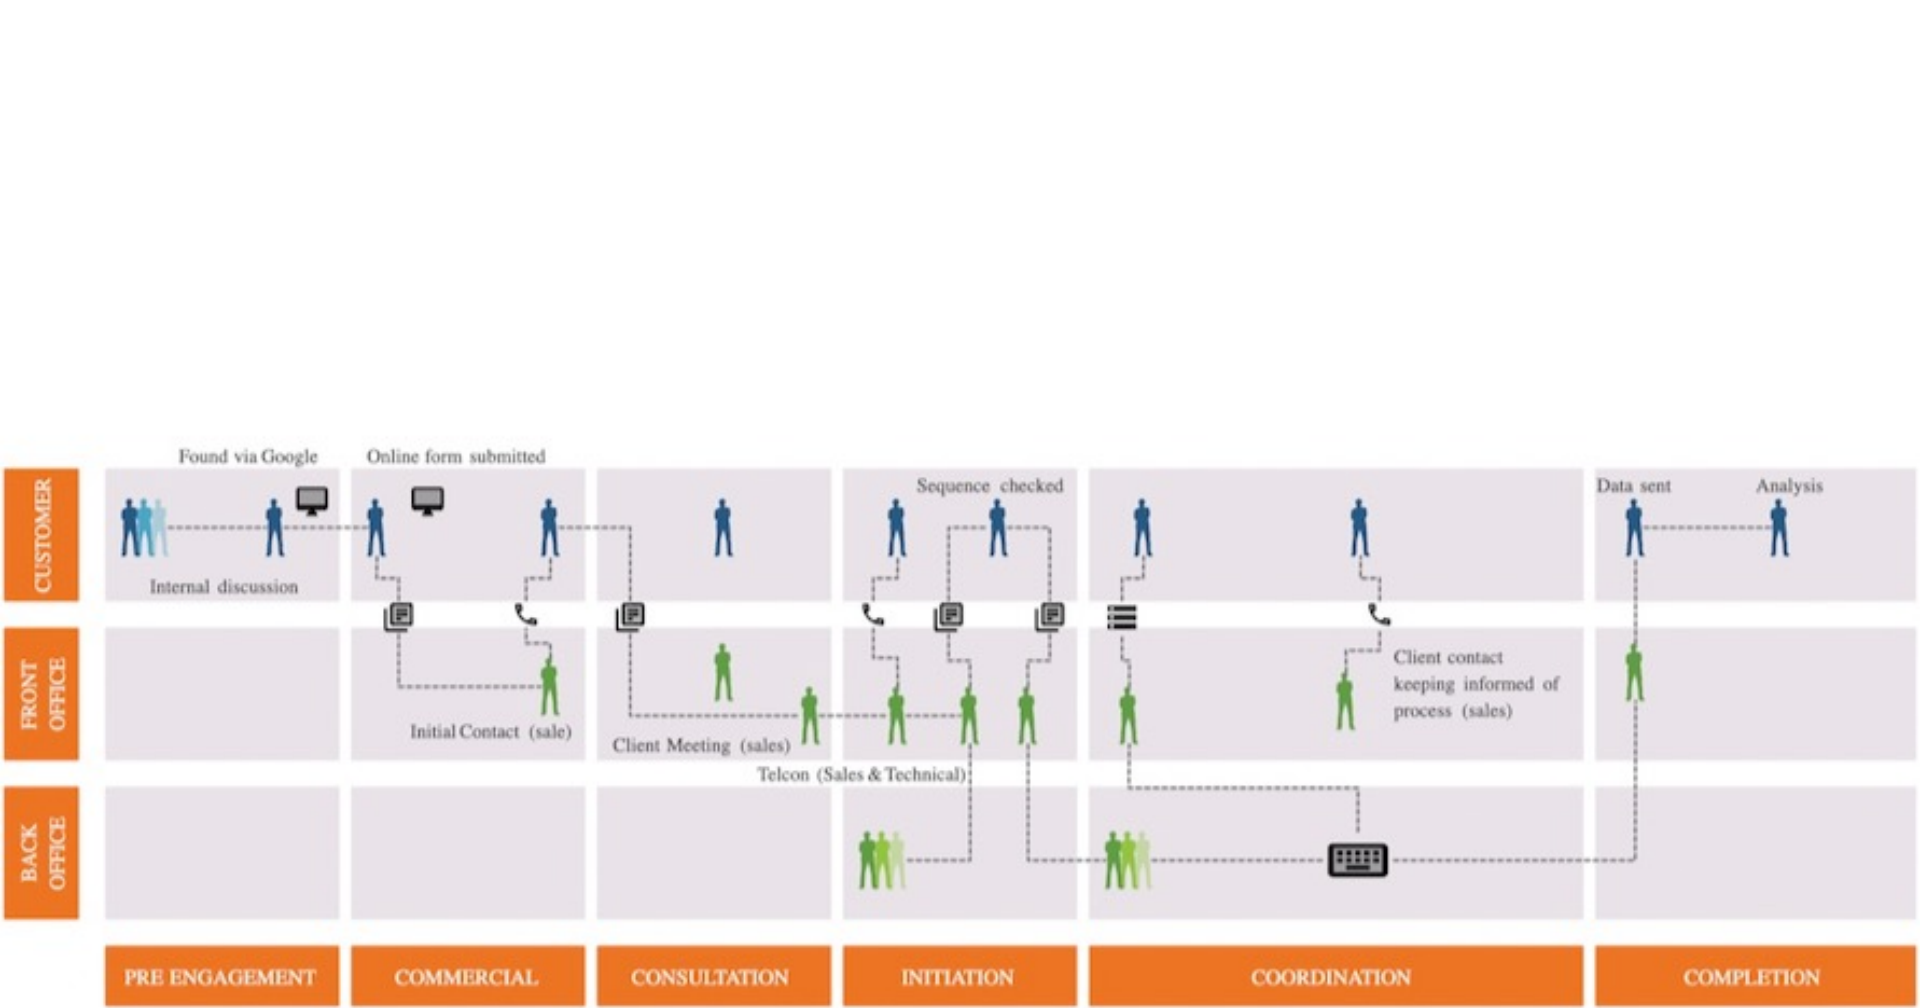 Found via Google
Online form submitted
CUSTOMER
Sequence checked
Data sent
Analysis
Internal discussion
FRONT
OFFICE
Client contact
keeping informed of
process (sales)
Initial Contact (sale)
Client Meeting (sales)
Telcon (Sales & Technical)
BACK
OFFICE
PRE ENGAGEMENT
COMMERCIAL
CONSULTATION
INITIATION
COORDINATION
COMPLETION